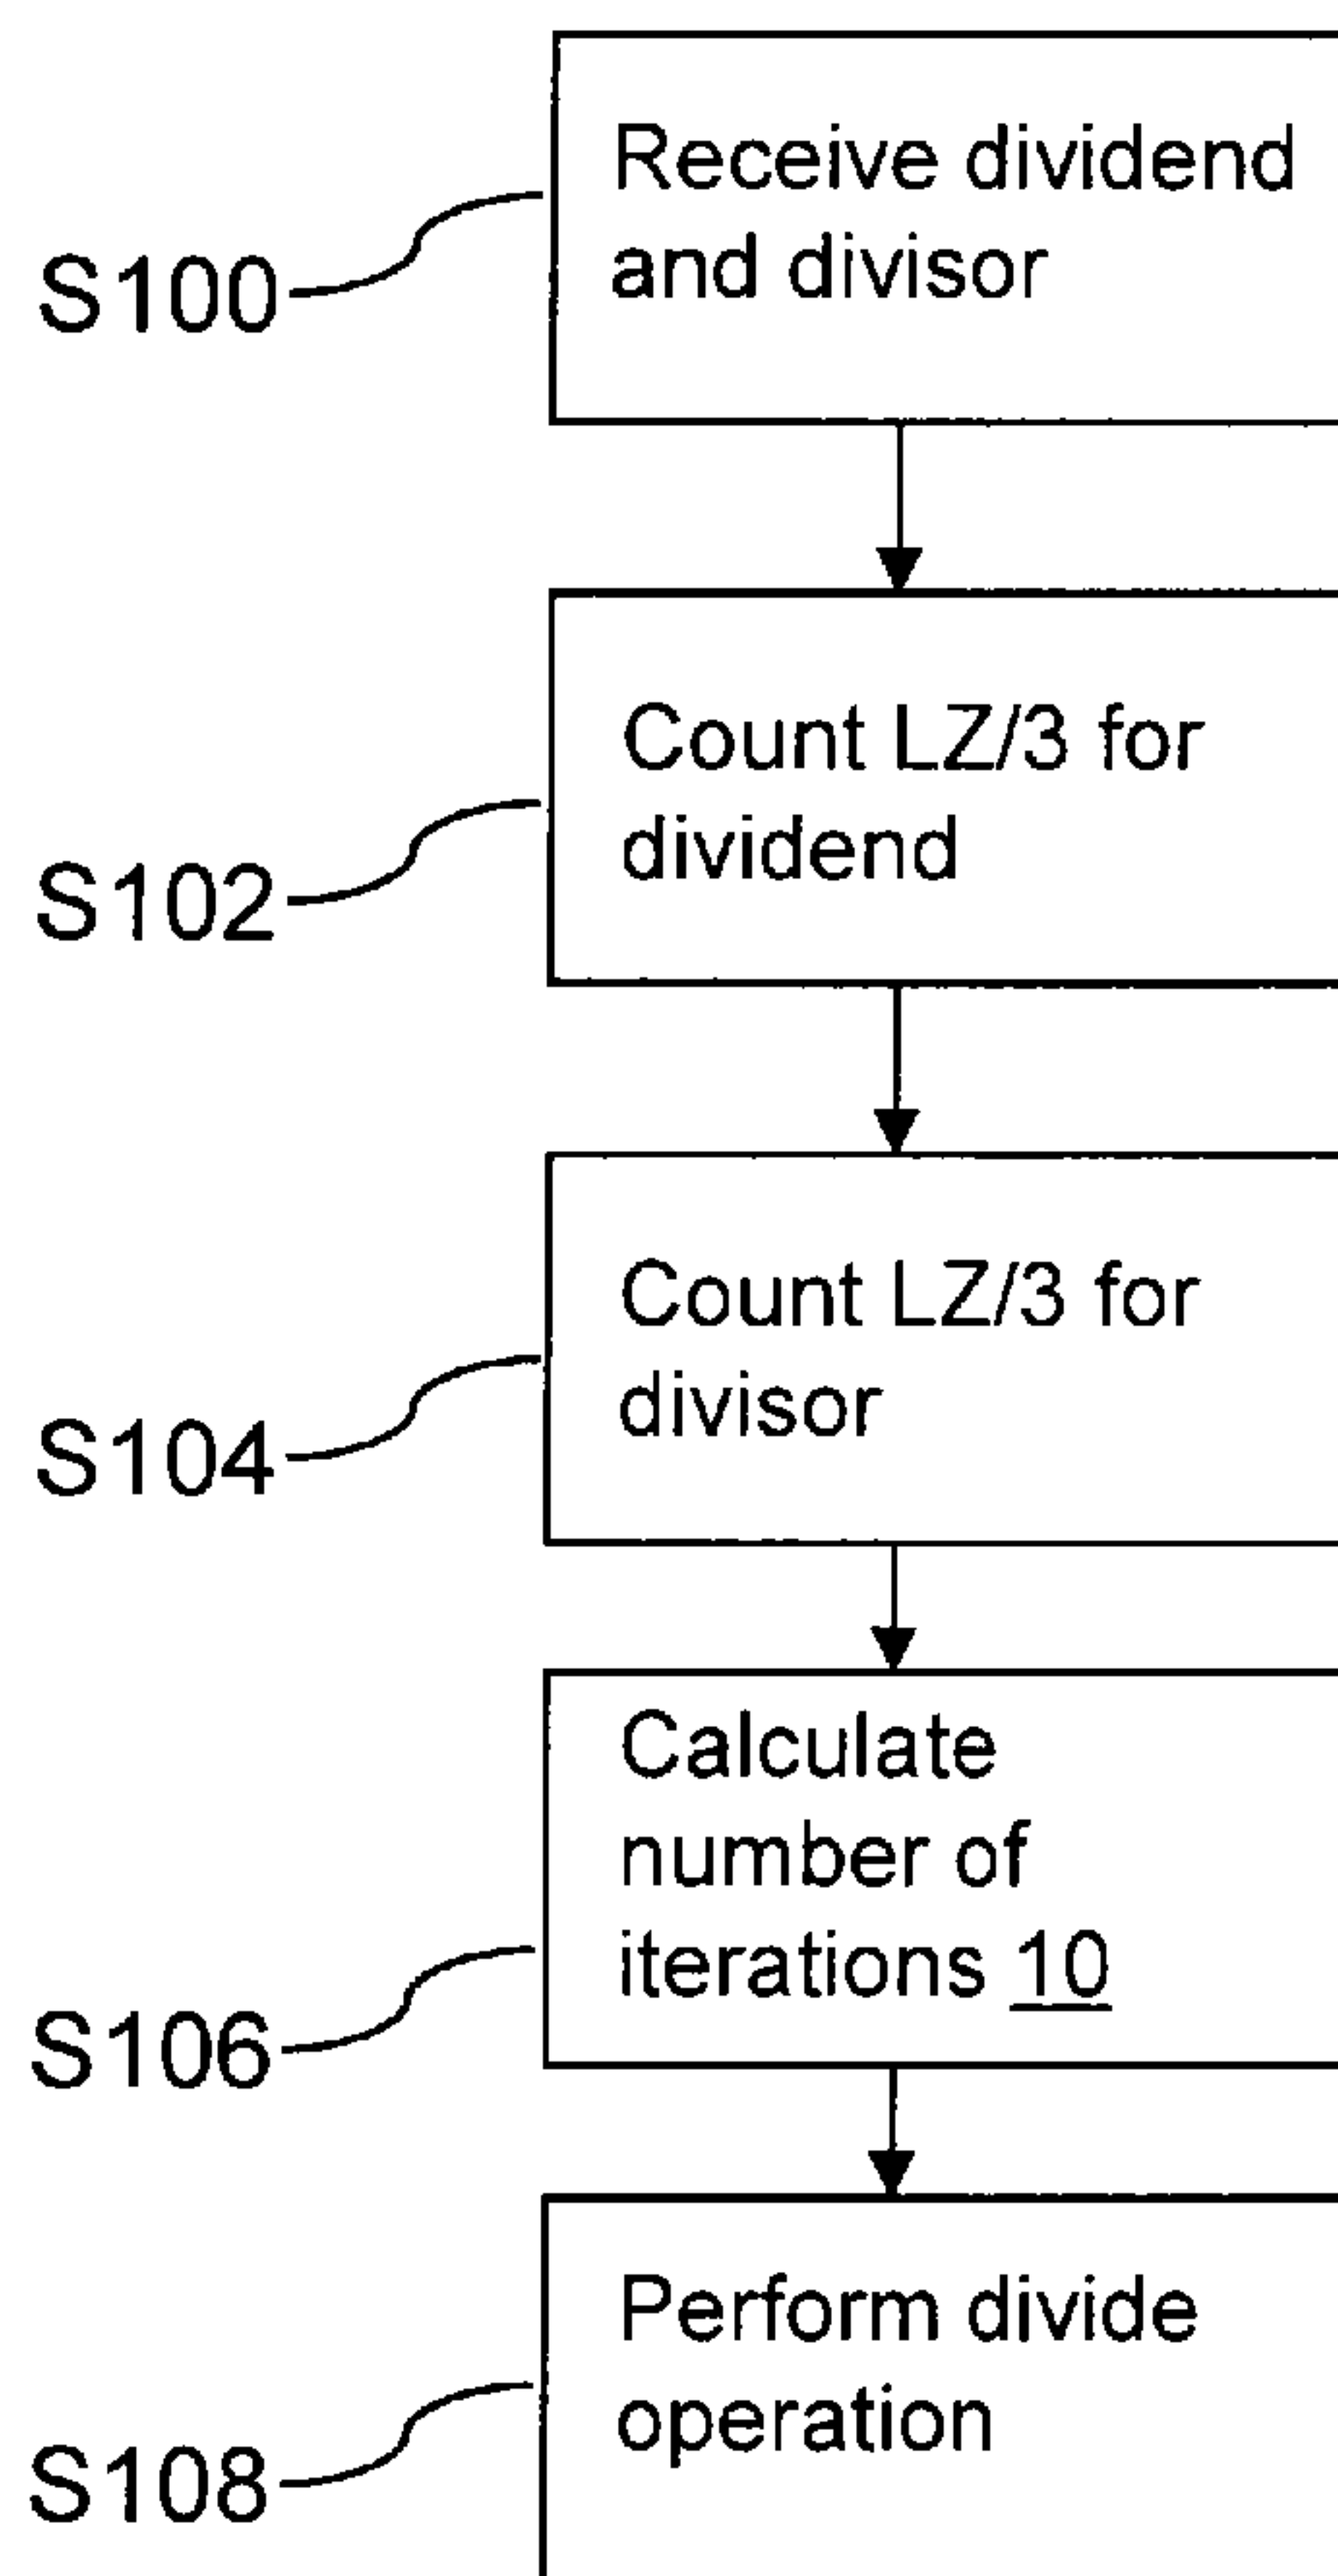 Receive dividend
and divisor
S100
Count LZ/3 for
dividend
S102
Count LZ/3 for
divisor
S104
Calculate
number of
iterations 10
S106
Perform divide
operation
S108